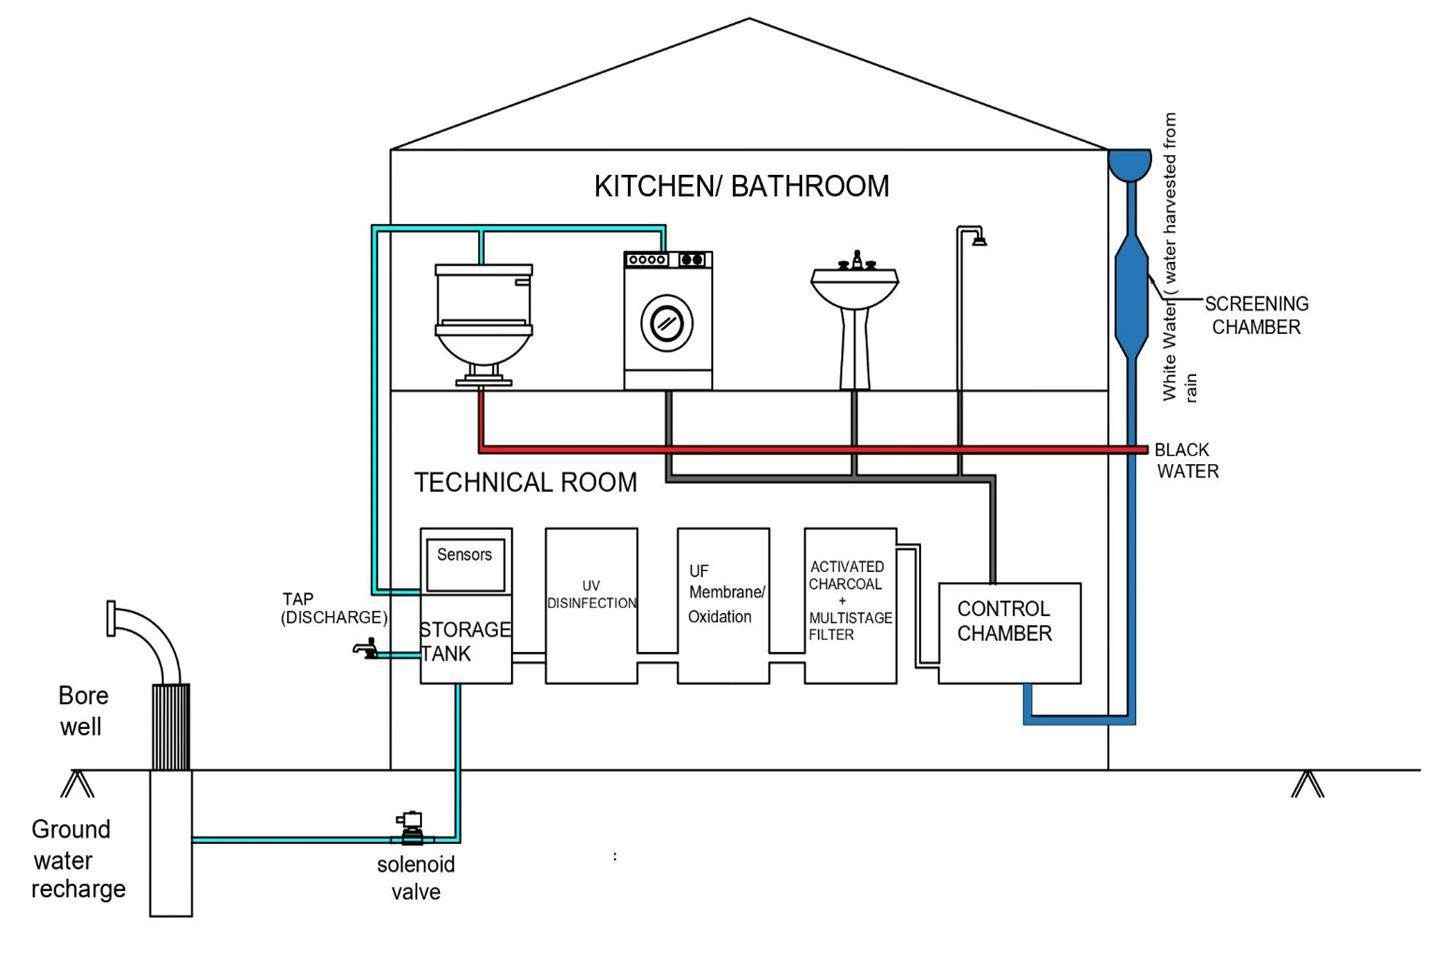 KITCHEN/ BATHROOM
White Water ( water harvested from
rain
SCREENING
CHAMBER
BLACK
WATER
TECHNICAL ROOM
Sensors
STORAGE
TANK
UV
DISINFECTION
UF
Membrane/
Oxidation
ACTIVATED
CHARCOAL
+
MULTISTAGE
FILTER
CONTROL
CHAMBER
TAP
(DISCHARGE)
Bore
well
Ground
water
recharge
solenoid
valve
: